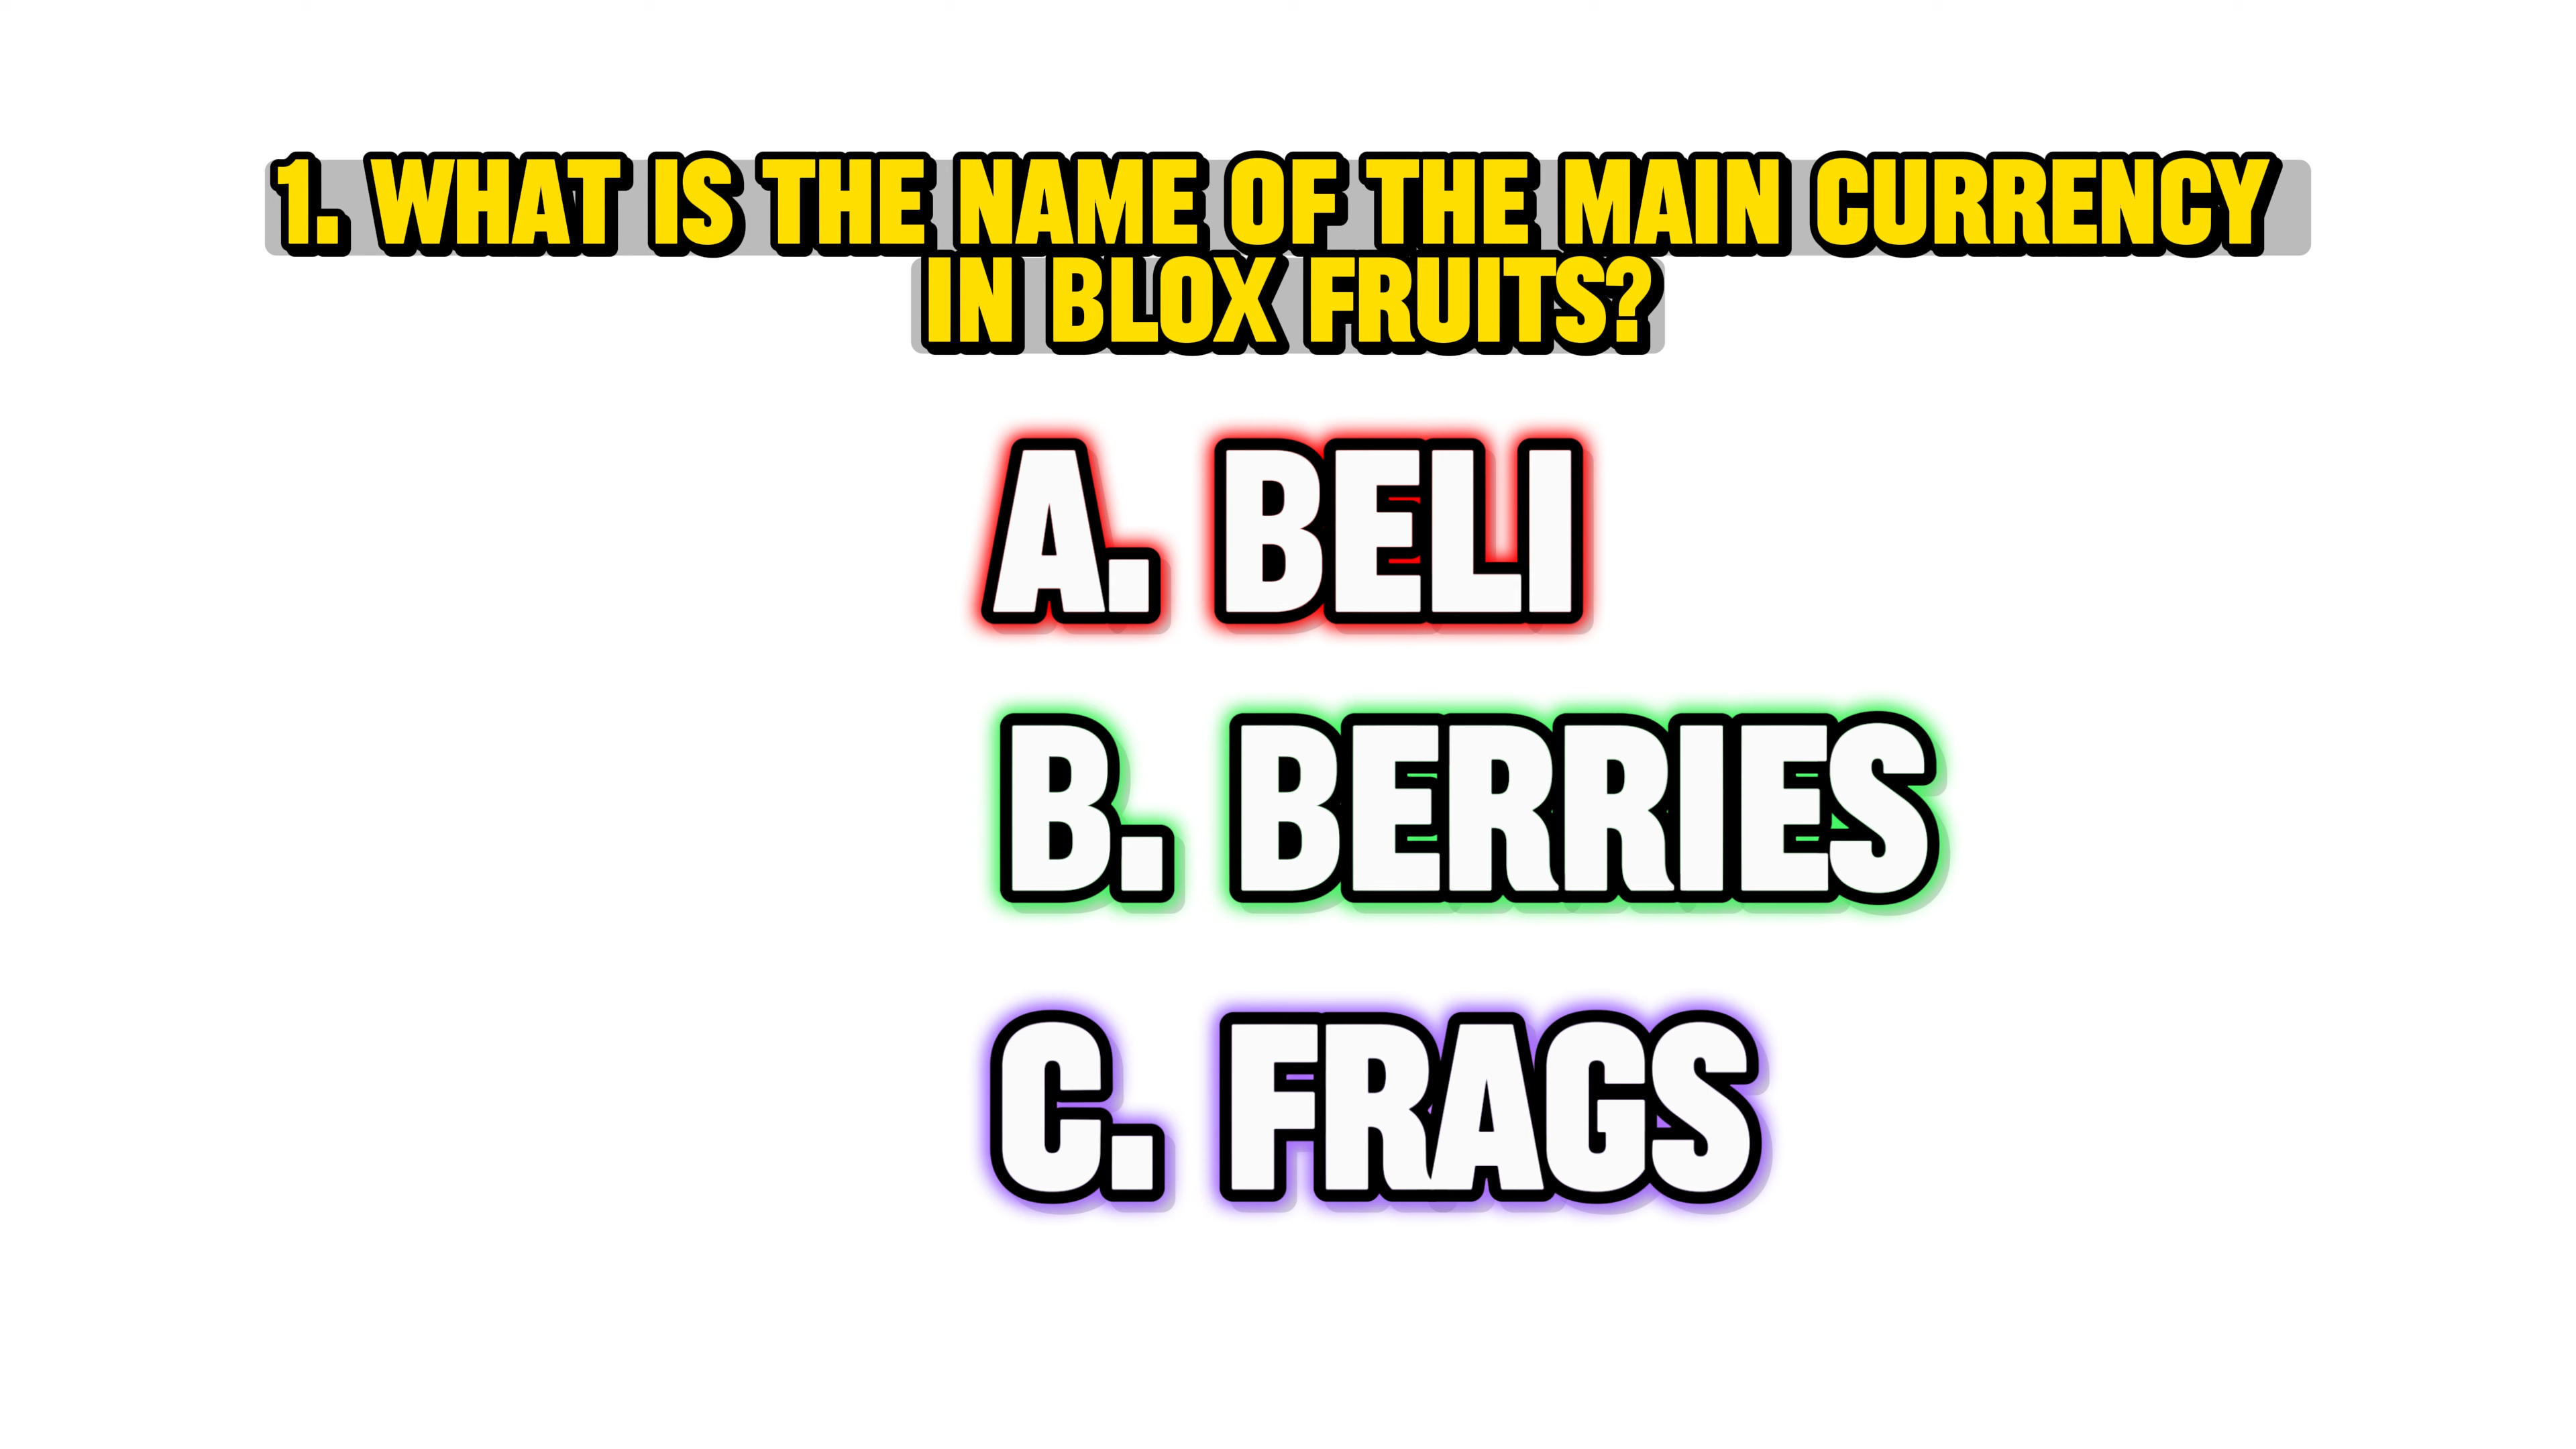 1. WHAT IS THE NAME OF THE MAIN CURRENCY
IN BLOX FRUITS?
A. BELI
B. BERRIES
C. FRAGS